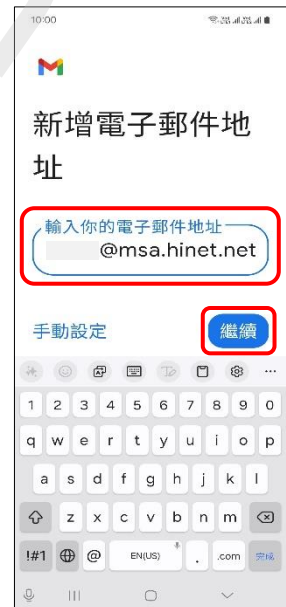 10:00
新增電子郵件地
址
輸入你的電子郵件地址
@msa.hinet.net
手動設定
繼續
1 2 3 4 5 6 7 8 9 0
q w e r t y u i o p
a s d f g h j k l
z x c v b n m
!#1 @ EN(US) . .com 完成